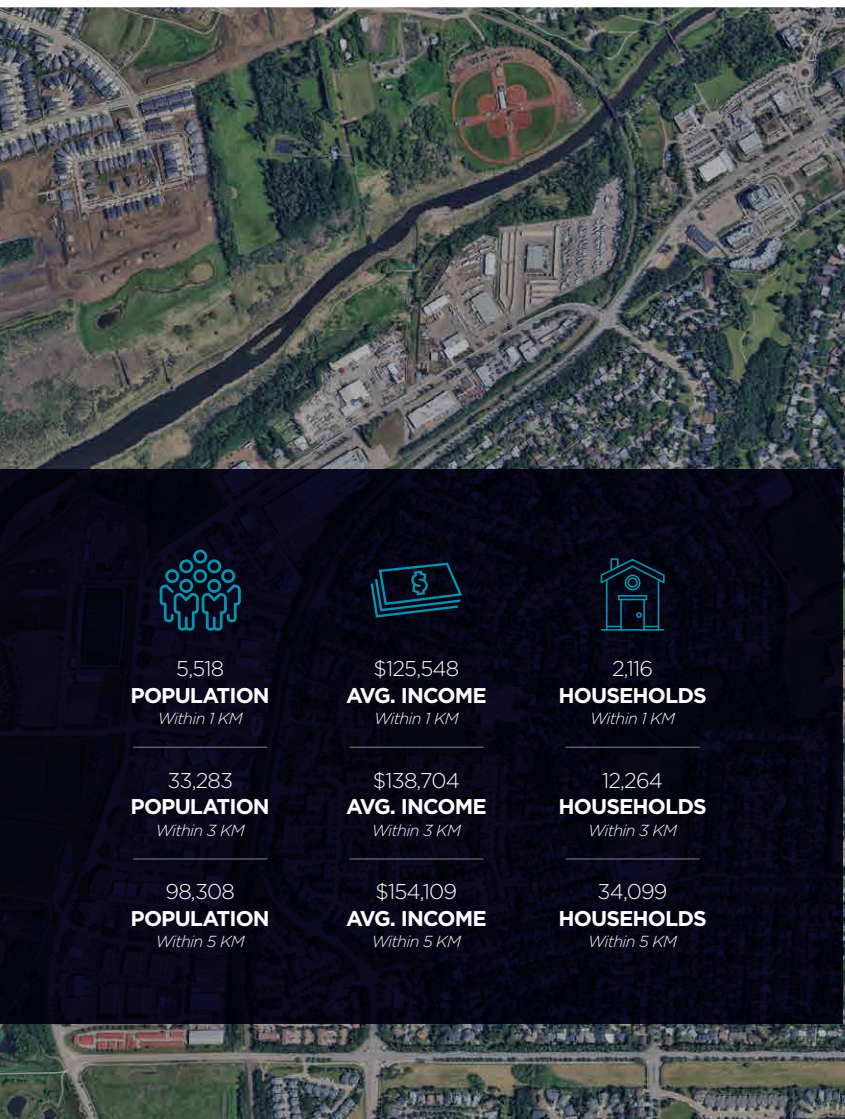 5,518
POPULATION
Within 1 KM
33,283
POPULATION
Within 3 KM
98,308
POPULATION
Within 5 KM
$
$125,548
AVG. INCOME
Within 1 KM
$138,704
AVG. INCOME
Within 3 KM
$154,109
AVG. INCOME
Within 5 KM
2,116
HOUSEHOLDS
Within 1 KM
12,264
HOUSEHOLDS
Within 3 KM
34,099
HOUSEHOLDS
Within 5 KM